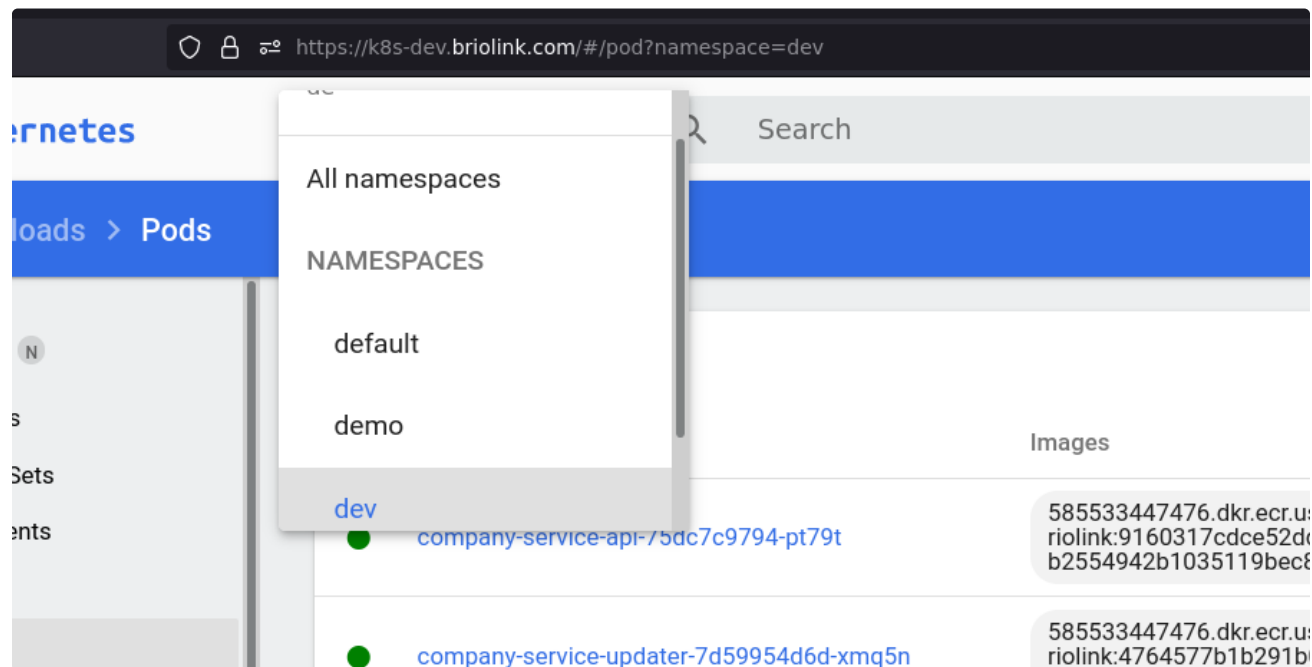 https://k8s-dev.briolink.com/#/pod?namespace=dev
ernetes
Search
All namespaces
loads > Pods
NAMESPACES
default
N
demo
s
Images
Sets
dev
ents
company-service-api-75dc7c9794-pt79t
585533447476.dkr.ecr.us
riolink:9160317cdce52dc
b2554942b1035119bec8
company-service-updater-7d59954d6d-xmq5n
585533447476.dkr.ecr.us
riolink:4764577b1b291b